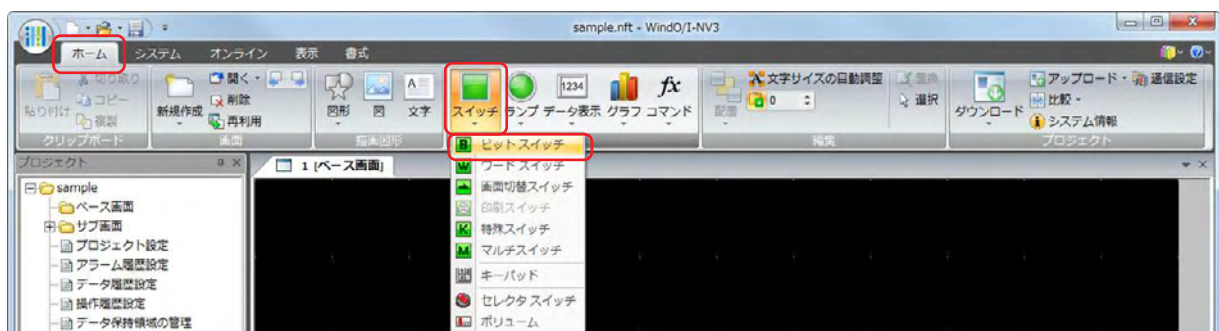 sample.nft - WindO/I-NV3
ホーム システム オンライン 表示 書式
切り取り 開く 文字サイズの自動調整 置換 アップロード 通信設定
コピー 削除 1234 fx 0 選択 比較
貼り付け 複製 新規作成 再利用 図形 図 文字 スイッチ ランプ データ表示 グラフ コマンド 配置 ダウンロード システム情報
クリップボード 画面 描画図形 編集 プロジェクト
プロジェクト 1 [ベース画面] ビット スイッチ
sample ワード スイッチ
ベース画面 画面切替スイッチ
サブ画面 印刷スイッチ
プロジェクト設定 特殊スイッチ
アラーム履歴設定 マルチスイッチ
データ履歴設定 キーパッド
操作履歴設定 セレクタ スイッチ
データ保持領域の管理 ポリューム